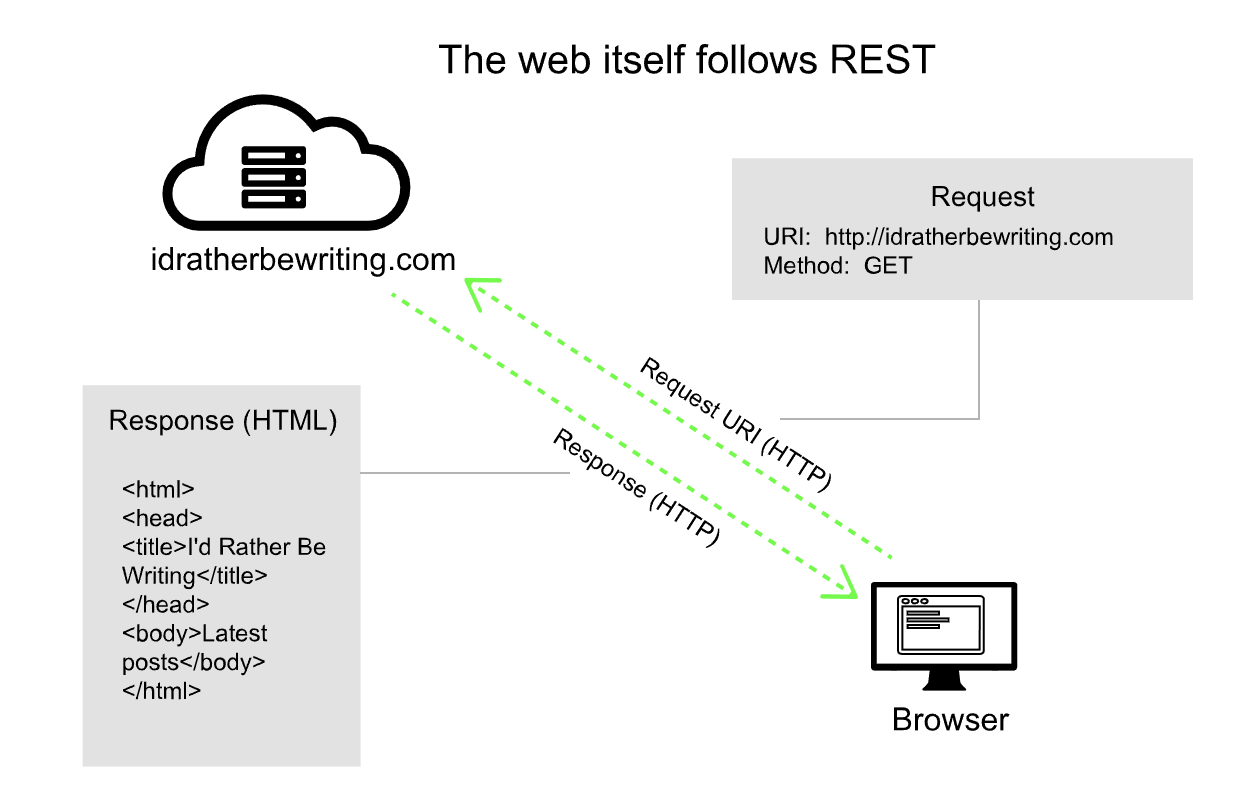 The web itself follows REST
idratherbewriting.com
Request
URI:  http://idratherbewriting.com
Method:  GET
Request URI (HTTP)
Response (HTTP)
Response (HTML)
<html>
<head>
<title>I'd Rather Be
Writing</title>
</head>
<body>Latest
posts</body>
</html>
Browser